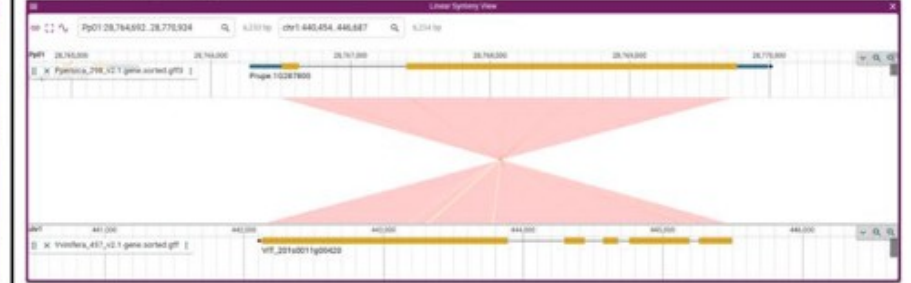 Linear Synteny View
Pp01:28,764,692..28,770,924 6,233 bp chr1:440,454..446,687 6,234 bp
Pp01 28,765,000 28,766,000 28,767,000 28,768,000 28,769,000 28,770,000
Ppersica_298_v2.1.gene.sorted.gff3
Prupe.1G287800
chr1 441,000 442,000 443,000 444,000 445,000 446,000
Vvinifera_457_v2.1.gene.sorted.gff
VIT_201s0011g00420